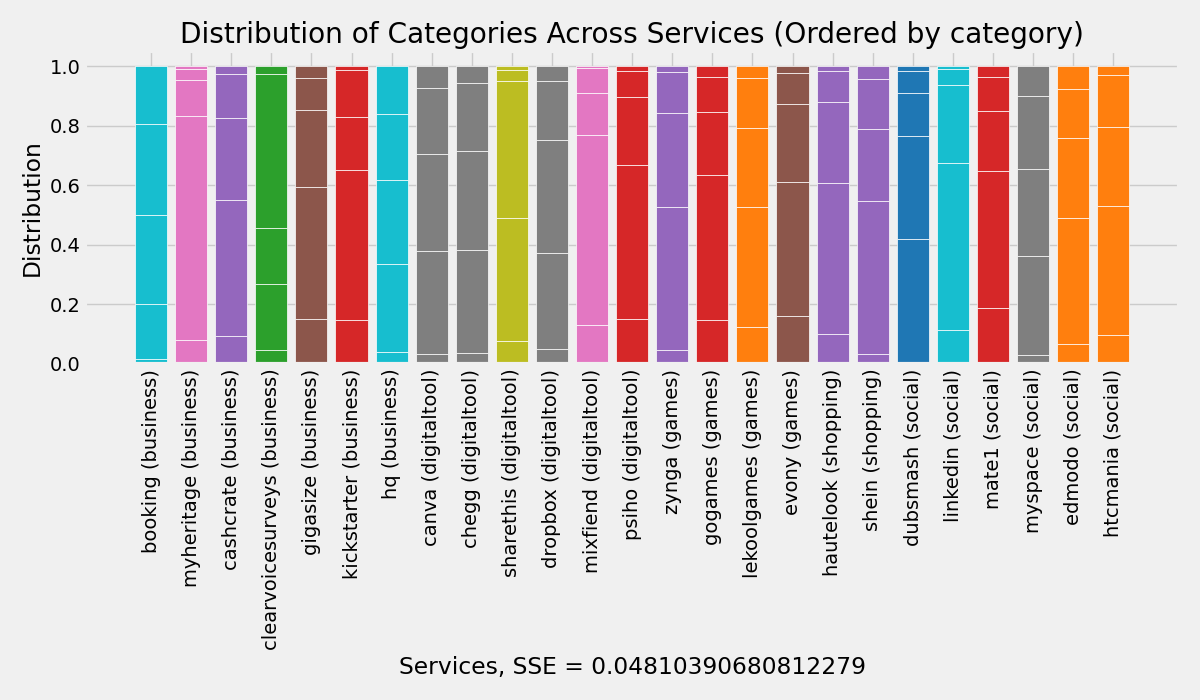 Distribution of Categories Across Services (Ordered by category)
Distribution
1.0
0.8
0.6
0.4
0.2
0.0
booking (business)
myheritage (business)
cashcrate (business)
clearvoicesurveys (business)
gigasize (business)
kickstarter (business)
hq (business)
canva (digitaltool)
chegg (digitaltool)
sharethis (digitaltool)
dropbox (digitaltool)
mixfiend (digitaltool)
psiho (digitaltool)
zynga (games)
gogames (games)
lekoolgames (games)
evony (games)
hautelook (shopping)
shein (shopping)
dubsmash (social)
linkedin (social)
mate1 (social)
myspace (social)
edmodo (social)
htcmania (social)
Services, SSE = 0.04810390680812279